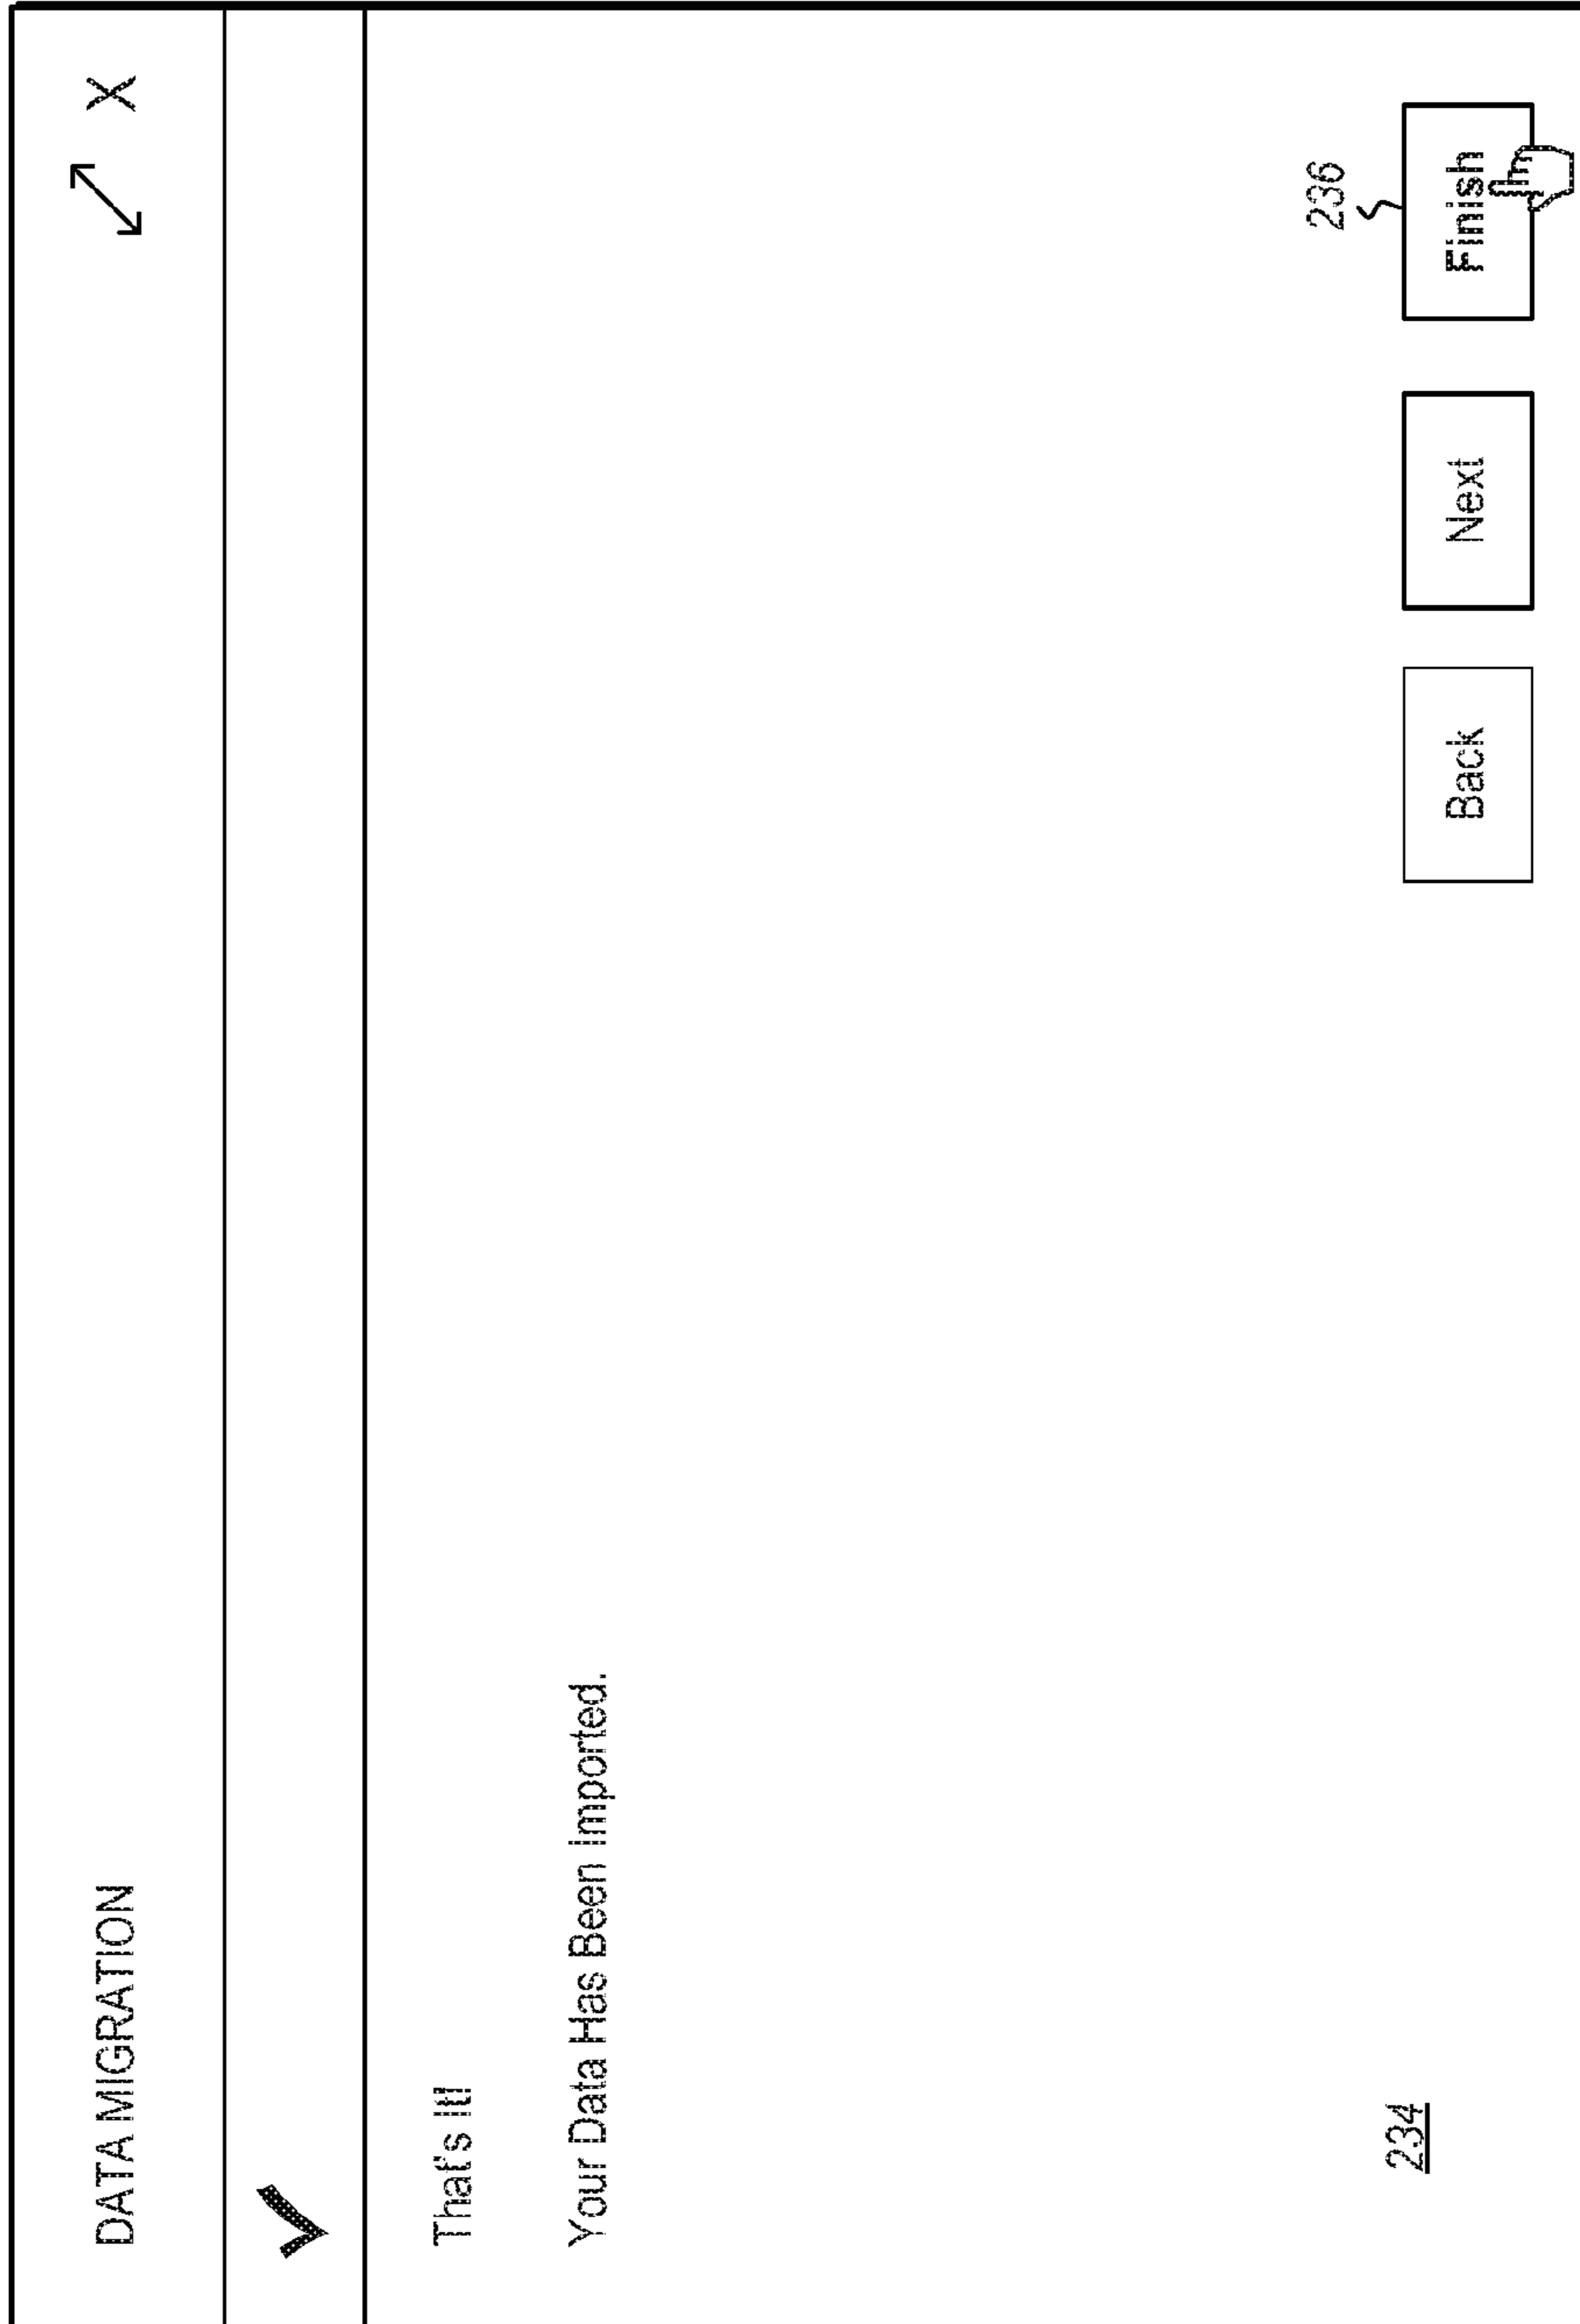 DATA MIGRATION X
That's It!
Your Data Has Been Imported.
236
Back Next Finish
234